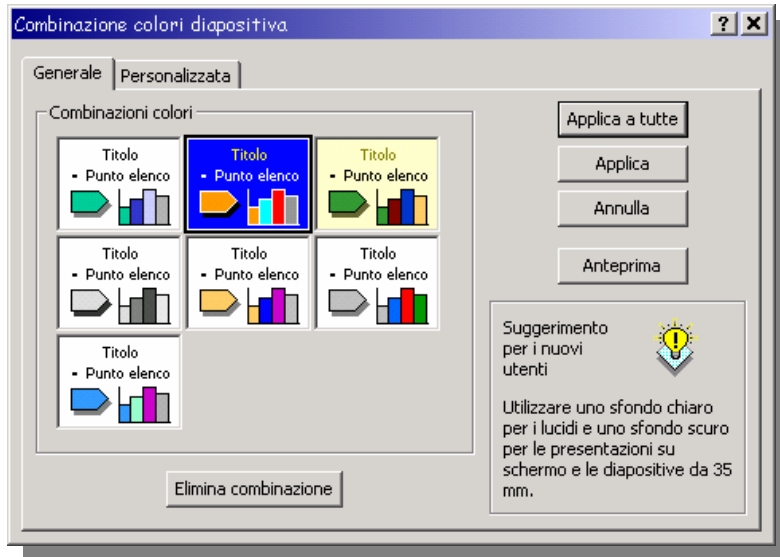 Combinazione colori diapositiva
Generale
Personalizzata
Combinazioni colori
Titolo
- Punto elenco
Titolo
- Punto elenco
Titolo
- Punto elenco
Titolo
- Punto elenco
Titolo
- Punto elenco
Titolo
- Punto elenco
Titolo
- Punto elenco
Elimina combinazione
Applica a tutte
Applica
Annulla
Anteprima
Suggerimento
per i nuovi
utenti
Utilizzare uno sfondo chiaro
per i lucidi e uno sfondo scuro
per le presentazioni su
schermo e le diapositive da 35
mm.